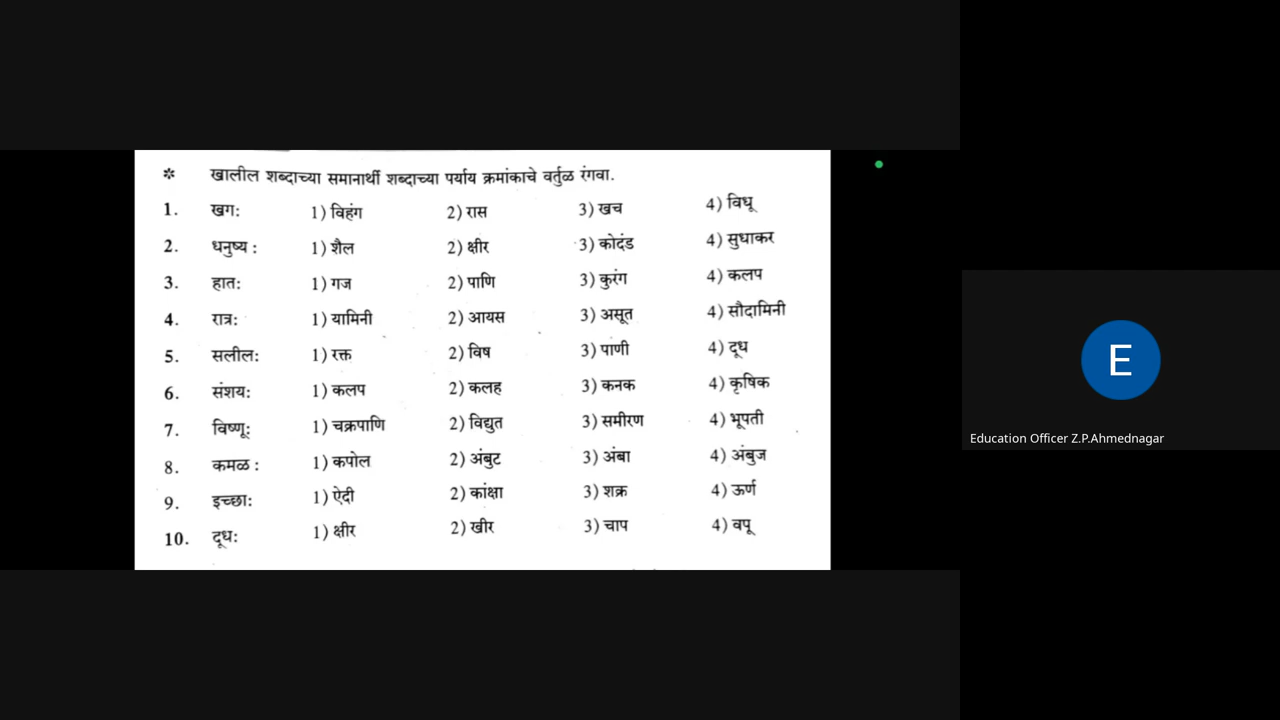 * खालील शब्दाच्या समानार्थी शब्दाच्या पर्याय क्रमांकाचे वर्तुळ रंगवा.
1. खग: 1) विहंग 2) रास 3) खच 4) विधू
2. धनुष्य : 1) शैल 2) क्षीर 3) कोदंड 4) सुधाकर
3. हात: 1) गज 2) पाणि 3) कुरंग 4) कलप
4. रात्र: 1) यामिनी 2) आयस 3) असूत 4) सौदामिनी
5. सलील: 1) रक्त 2) विष 3) पाणी 4) दूध
6. संशय: 1) कलप 2) कलह 3) कनक 4) कृषिक
7. विष्णू: 1) चक्रपाणि 2) विद्युत 3) समीरण 4) भूपती
8. कमळ : 1) कपोल 2) अंबुट 3) अंबा 4) अंबुज
9. इच्छा: 1) ऐदी 2) कांक्षा 3) शक्र 4) ऊर्ण
10. दूध: 1) क्षीर 2) खीर 3) चाप 4) वपू
E
Education Officer Z.P.Ahmednagar